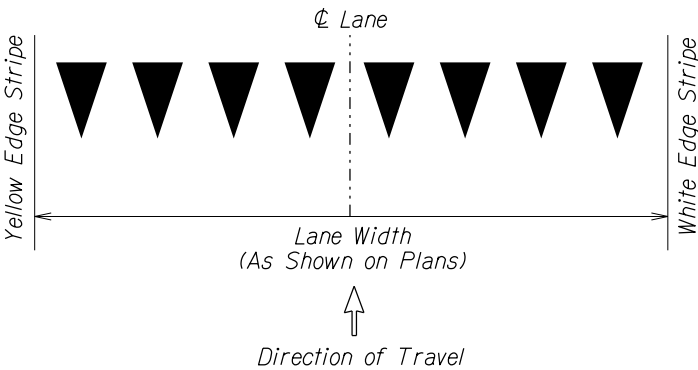 ℄ Lane
Yellow Edge Stripe
White Edge Stripe
Lane Width
(As Shown on Plans)
Direction of Travel